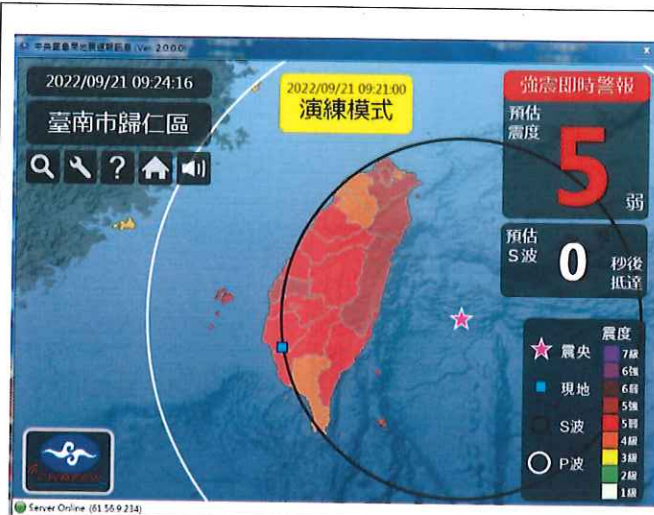 中央氣象局地震速報訊息 (Ver. 2.0.0.0)
x
2022/09/21 09:24:16
臺南市歸仁區
?
2022/09/21 09:21:00
演練模式
強震即時警報
預估
震度
5
弱
預估
S波
0
秒後
抵達
震度
震央
現地
S波
P波
7級
6強
6弱
5強
5弱
4級
3級
2級
1級
Server Online (61.56.9.234)